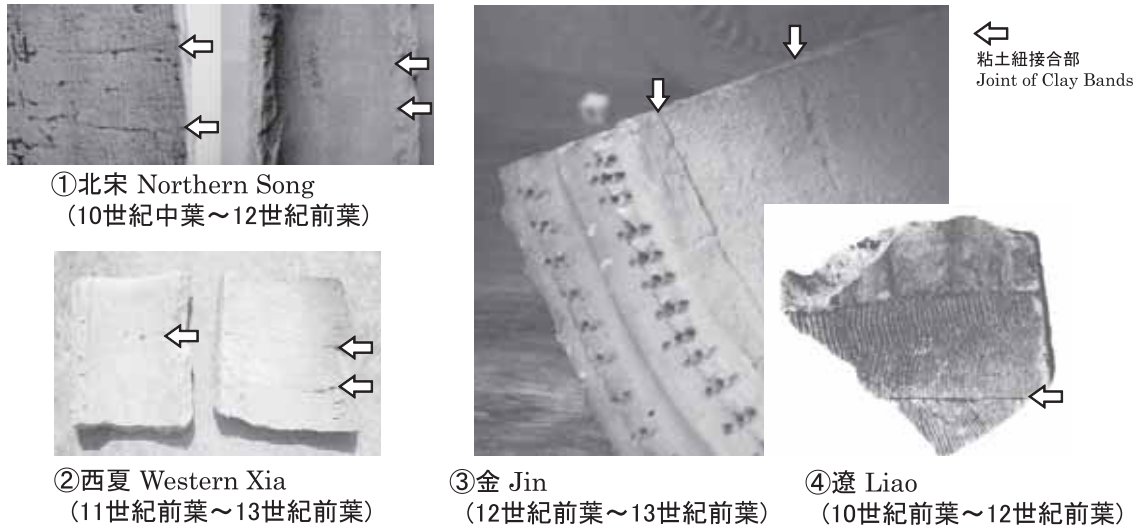 粘土紐接合部
Joint of Clay Bands
①北宋 Northern Song
(10世紀中葉～12世紀前葉)
②西夏 Western Xia
(11世紀前葉～13世紀前葉)
③金 Jin
(12世紀前葉～13世紀前葉)
④遼 Liao
(10世紀前葉～12世紀前葉)